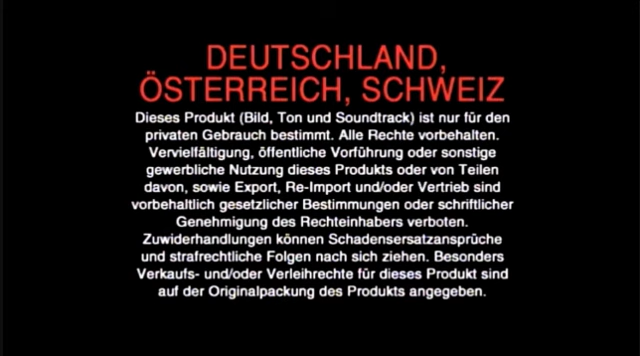 DEUTSCHLAND,
ÖSTERREICH, SCHWEIZ
Dieses Produkt (Bild, Ton und Soundtrack) ist nur für den
privaten Gebrauch bestimmt. Alle Rechte vorbehalten.
Vervielfältigung, öffentliche Vorführung oder sonstige
gewerbliche Nutzung dieses Produkts oder von Teilen
davon, sowie Export, Re-Import und/oder Vertrieb sind
vorbehaltlich gesetzlicher Bestimmungen oder schriftlicher
Genehmigung des Rechteinhabers verboten.
Zuwiderhandlungen können Schadensersatzansprüche
und strafrechtliche Folgen nach sich ziehen. Besonders
Verkaufs- und/oder Verleihrechte für dieses Produkt sind
auf der Originalpackung des Produkts angegeben.